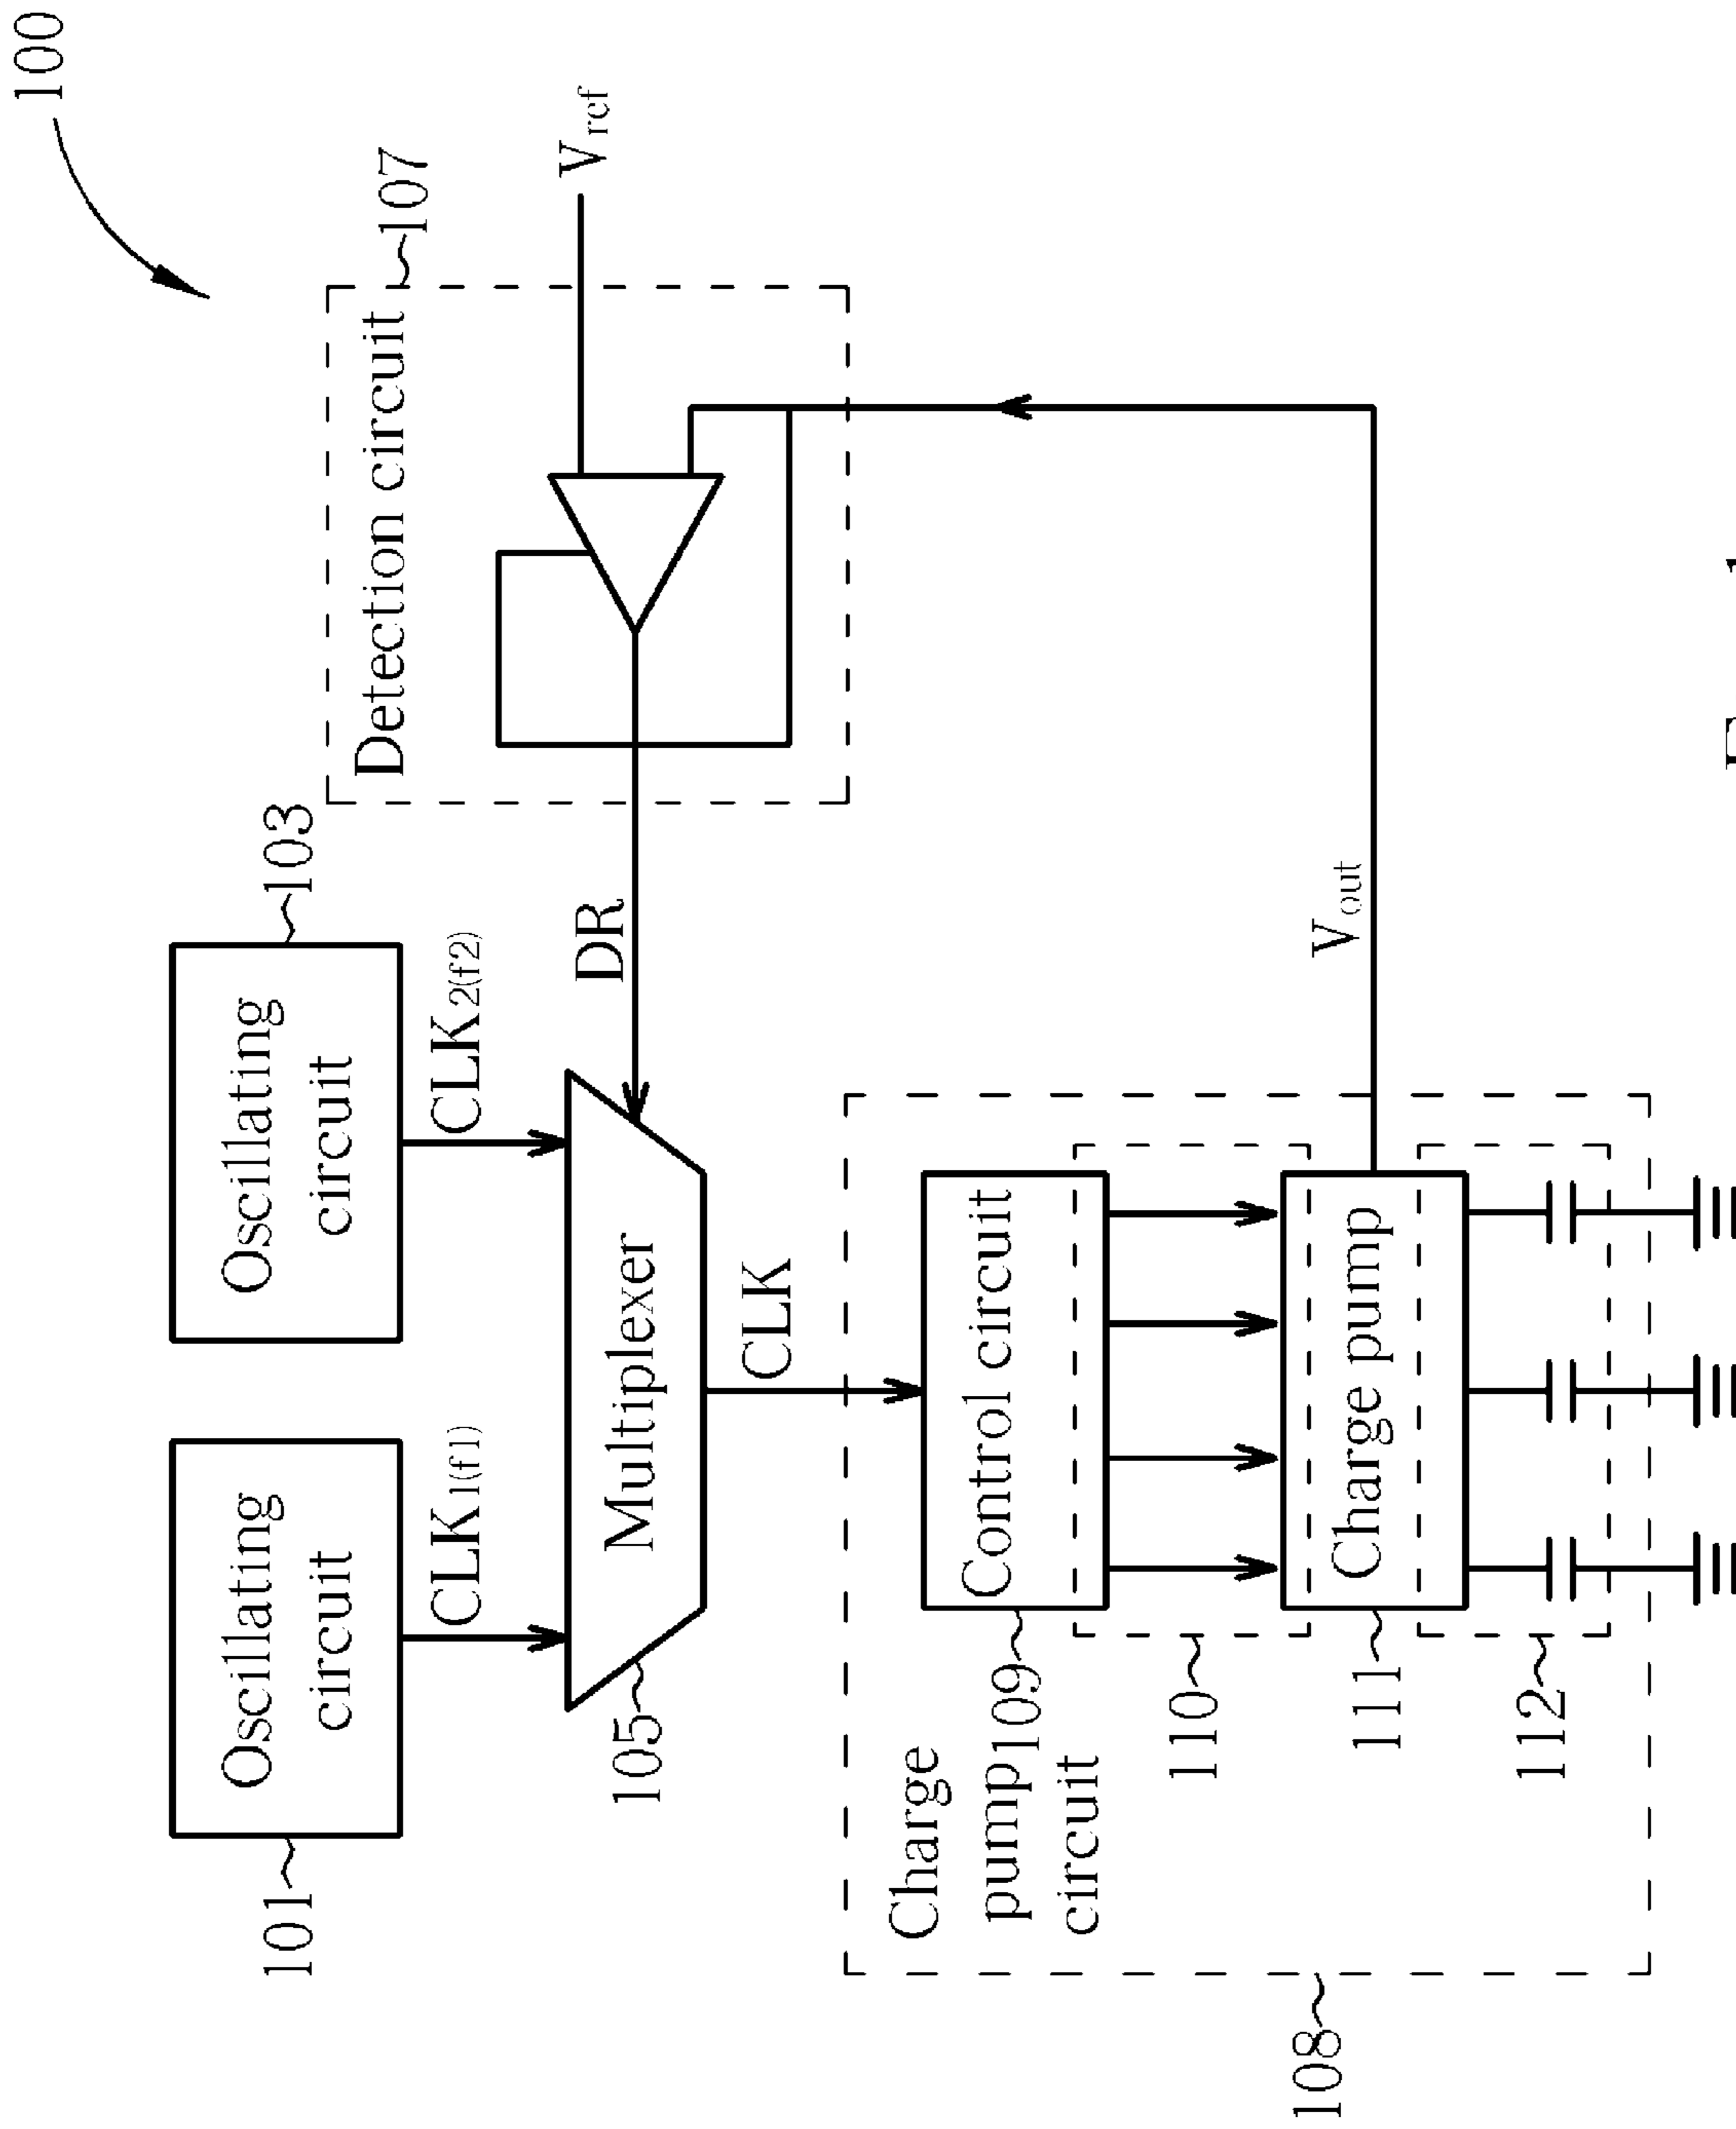 100
101
Oscillating
circuit
103
Oscillating
circuit
Detection circuit
107
CLK1(f1)
CLK2(f2)
DR
Vref
105
Multiplexer
CLK
Charge
pump
circuit
109
Control circuit
110
111
Charge pump
Vout
112
108